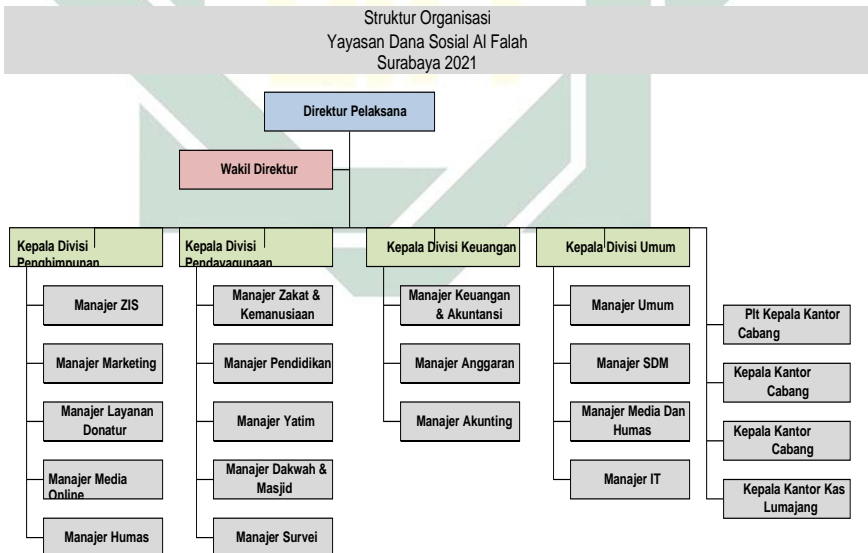 Struktur Organisasi
Yayasan Dana Sosial Al Falah
Surabaya 2021
Direktur Pelaksana
Wakil Direktur
Kepala Divisi
Penghimpunan
Kepala Divisi
Pendayagunaan
Kepala Divisi Keuangan
Kepala Divisi Umum
Manajer ZIS
Manajer Marketing
Manajer Layanan
Donatur
Manajer Media
Online
Manajer Humas
Manajer Zakat &
Kemanusiaan
Manajer Pendidikan
Manajer Yatim
Manajer Dakwah &
Masjid
Manajer Survei
Manajer Keuangan
& Akuntansi
Manajer Anggaran
Manajer Akunting
Manajer Umum
Manajer SDM
Manajer Media Dan
Humas
Manajer IT
Plt Kepala Kantor
Cabang
Kepala Kantor
Cabang
Kepala Kantor
Cabang
Kepala Kantor Kas
Lumajang